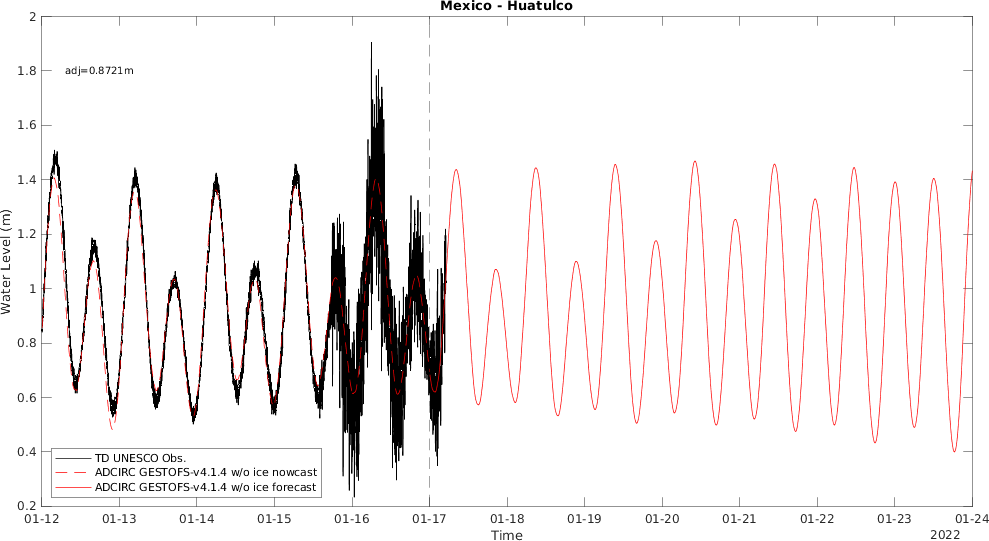 Mexico - Huatulco
2
1.8
1.6
1.4
1.2
1
0.8
0.6
0.4
0.2
Water Level (m)
adj=0.8721m
TD UNESCO Obs.
ADCIRC GESTOFS-v4.1.4 w/o ice nowcast
ADCIRC GESTOFS-v4.1.4 w/o ice forecast
01-12 01-13 01-14 01-15 01-16 01-17 01-18 01-19 01-20 01-21 01-22 01-23 01-24
Time
2022